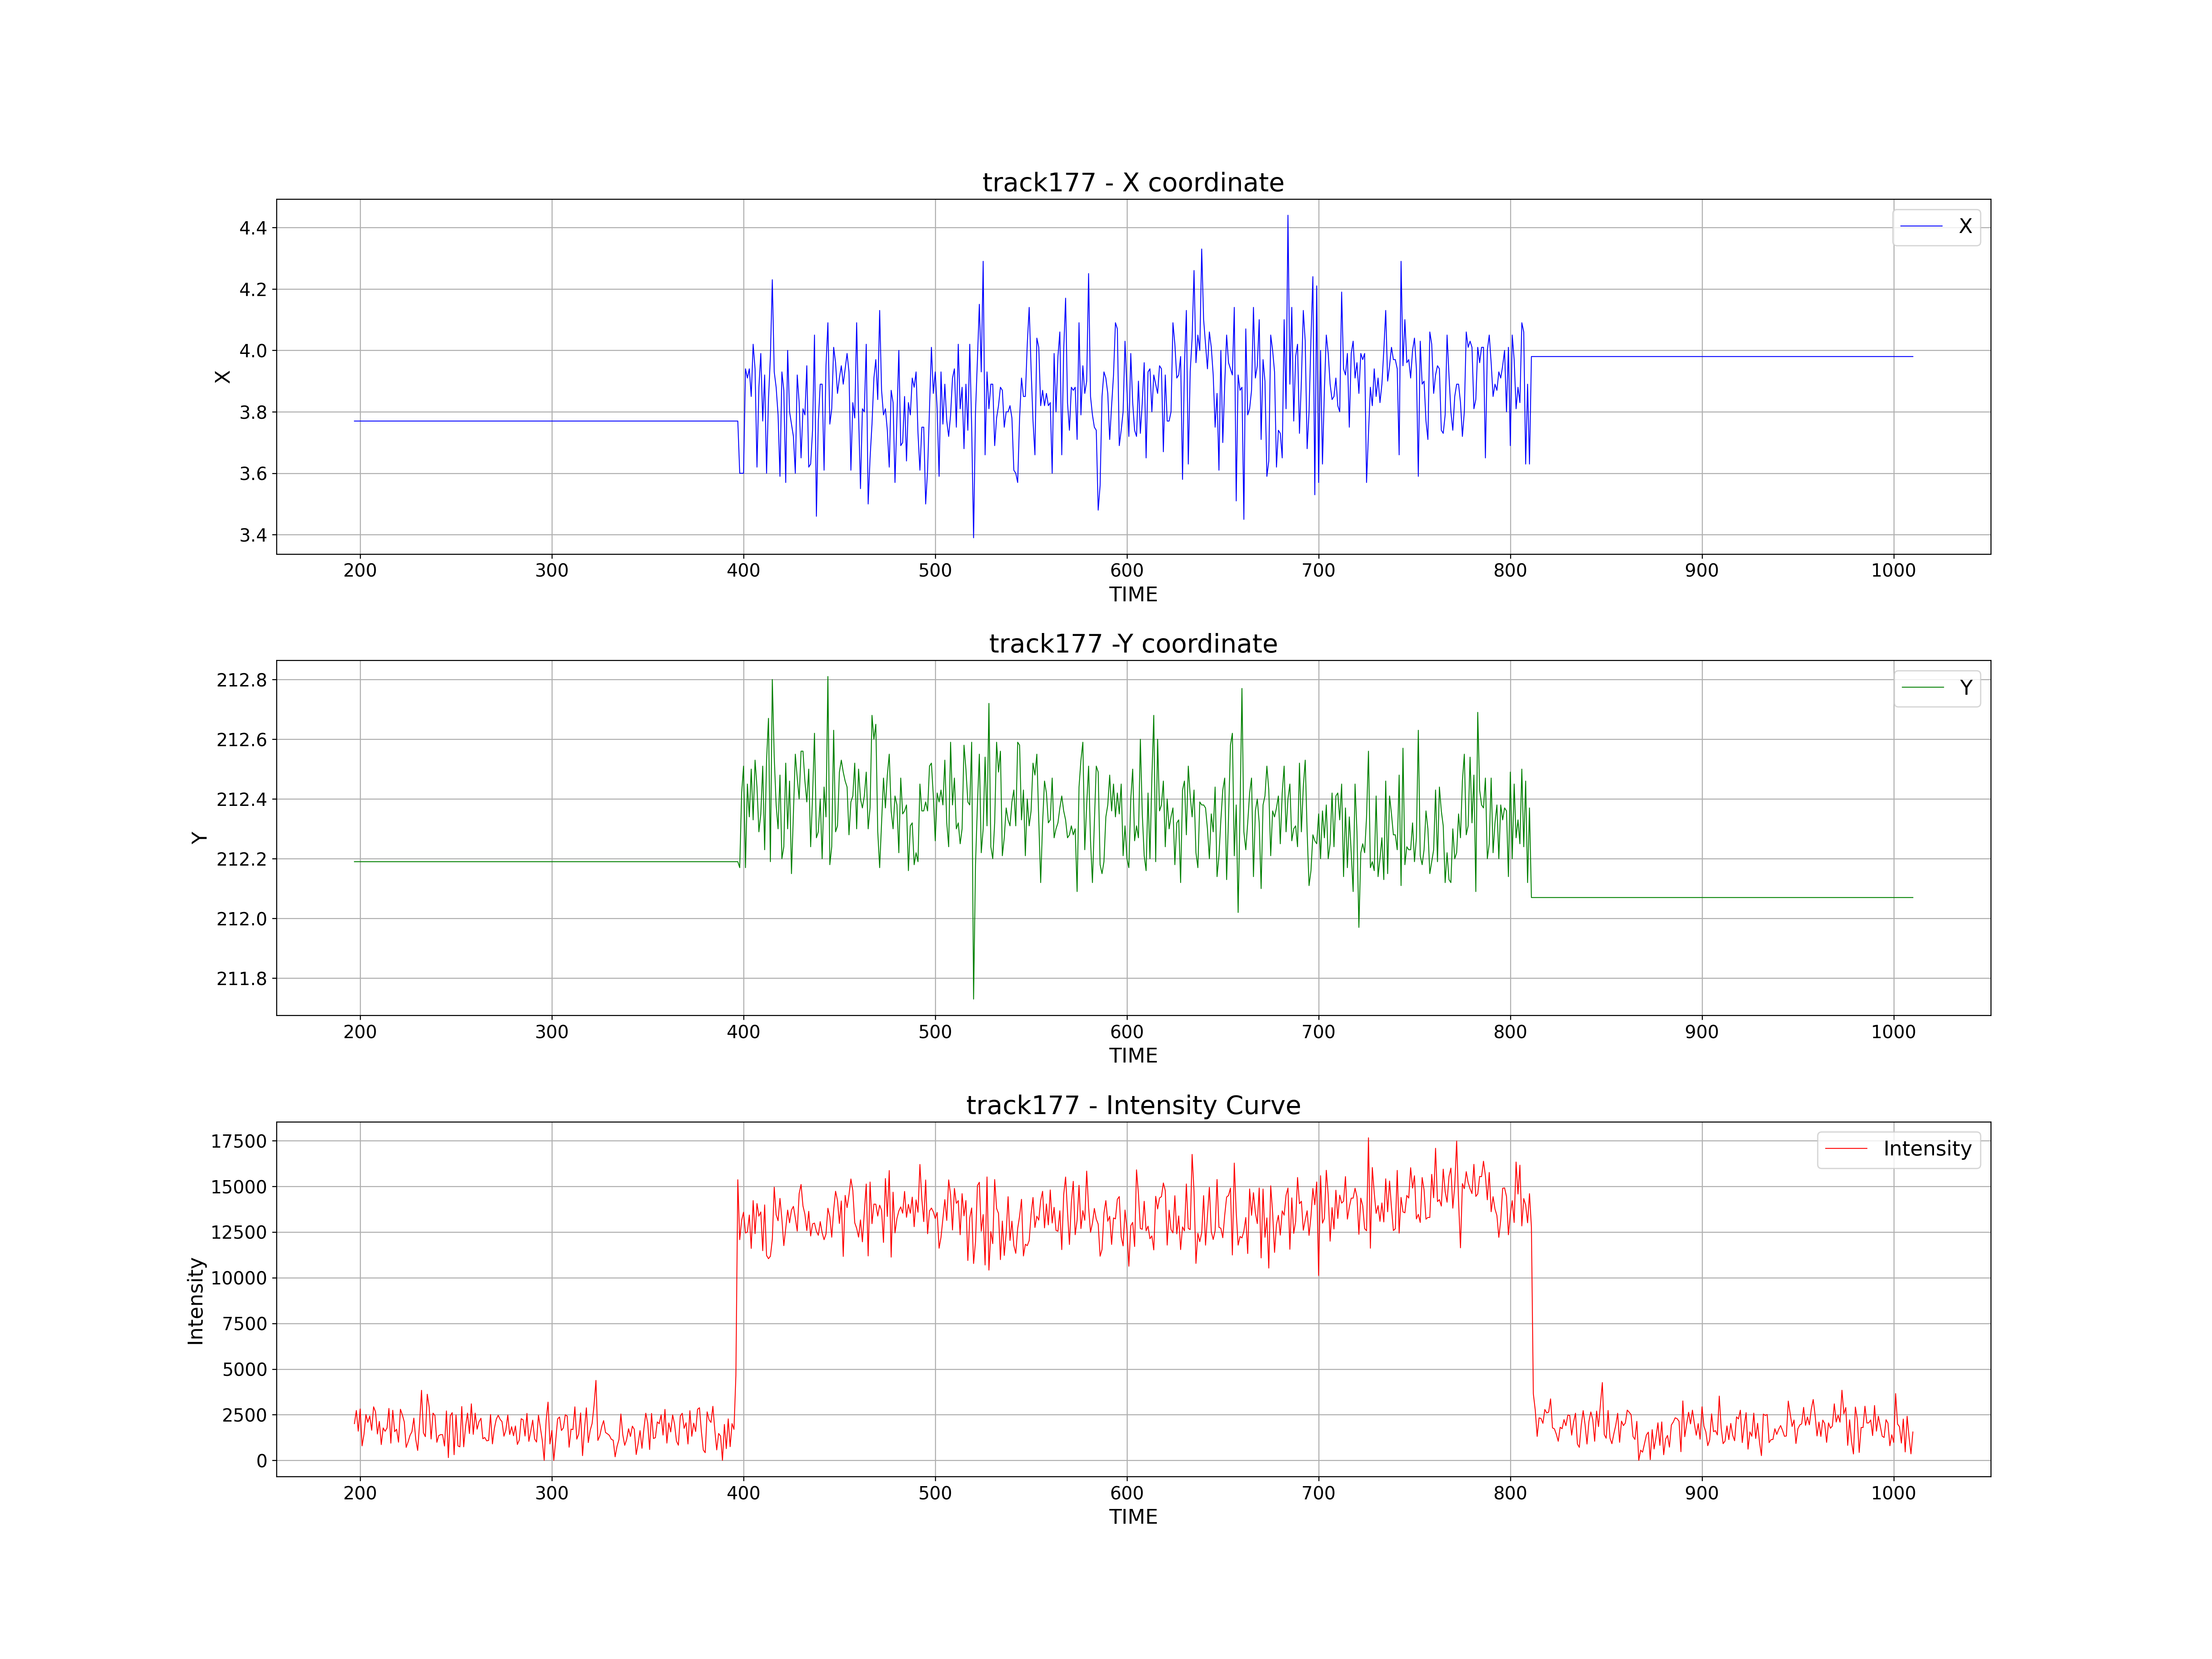 track177 - X coordinate
X
4.4
4.2
4.0
3.8
3.6
3.4
X
200 300 400 500 600 700 800 900 1000
TIME
track177 -Y coordinate
Y
212.8
212.6
212.4
212.2
212.0
211.8
Y
200 300 400 500 600 700 800 900 1000
TIME
track177 - Intensity Curve
Intensity
17500
15000
12500
10000
7500
5000
2500
0
Intensity
200 300 400 500 600 700 800 900 1000
TIME